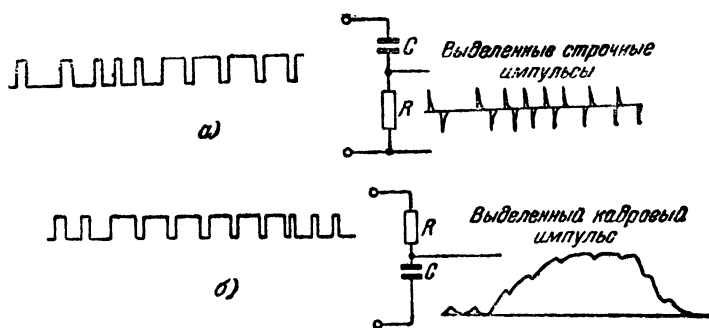 C
Выделенные строчные
импульсы
R
а)
Выделенный кадровый
импульс
R
C
б)